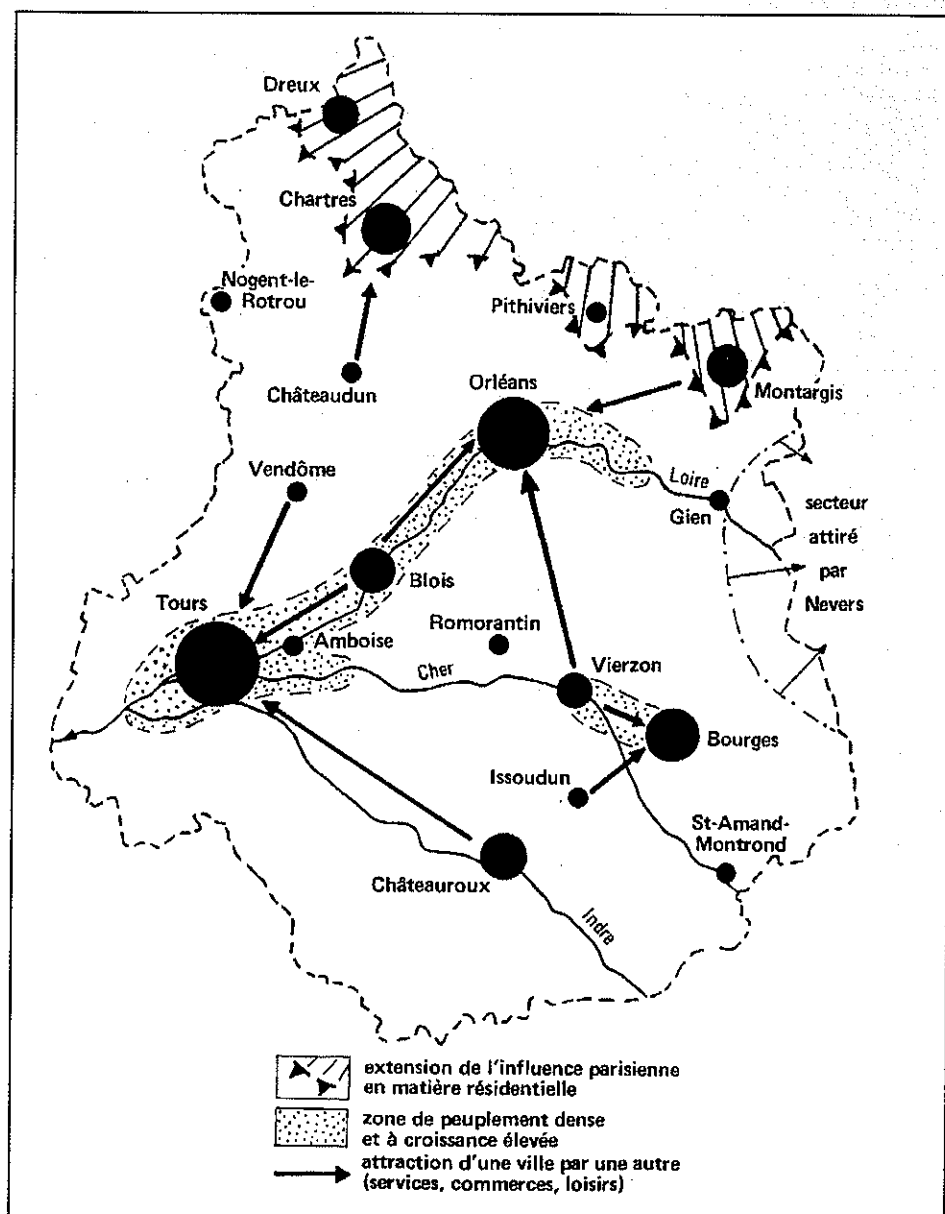 Dreux
Chartres
Nogent-le-
Rotrou
Pithiviers
Châteaudun
Orléans
Montargis
Vendôme
Loire
Gien
secteur
attiré
par
Nevers
Blois
Tours
Amboise
Romorantin
Cher
Vierzon
Bourges
Issoudun
St-Amand-
Montrond
Châteauroux
Indre
extension de l'influence parisienne
en matière résidentielle
zone de peuplement dense
et à croissance élevée
attraction d'une ville par une autre
(services, commerces, loisirs)